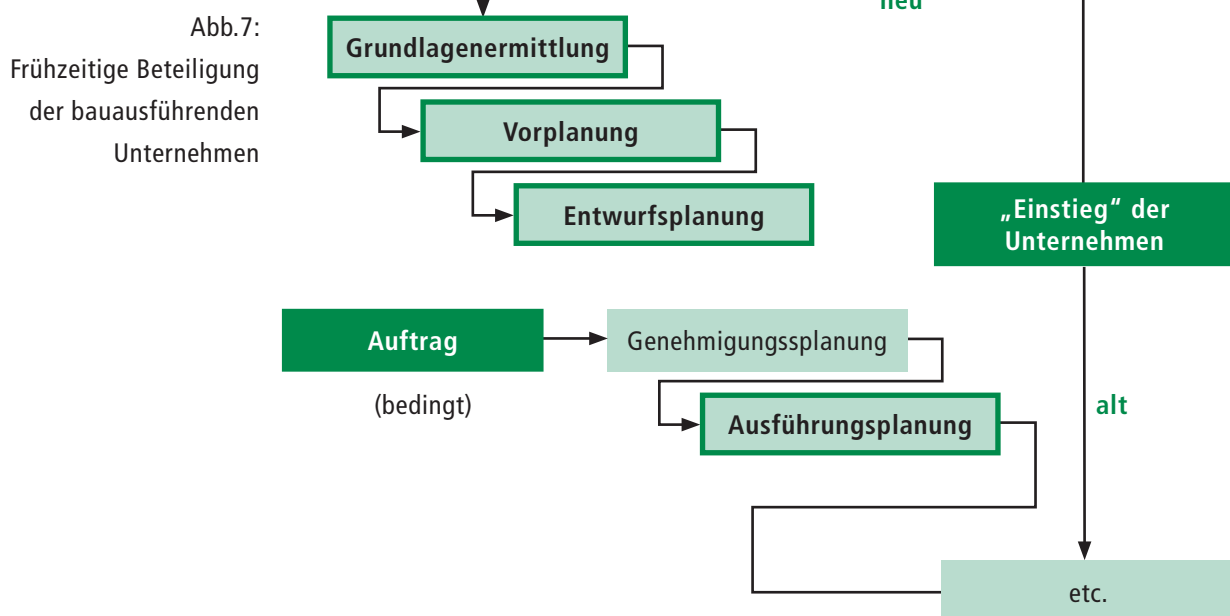 neu
Abb.7:
Frühzeitige Beteiligung
der bauausführenden
Unternehmen
Grundlagenermittlung
Vorplanung
Entwurfsplanung
„Einstieg“ der
Unternehmen
Auftrag
(bedingt)
Genehmigungssplanung
Ausführungsplanung
alt
etc.